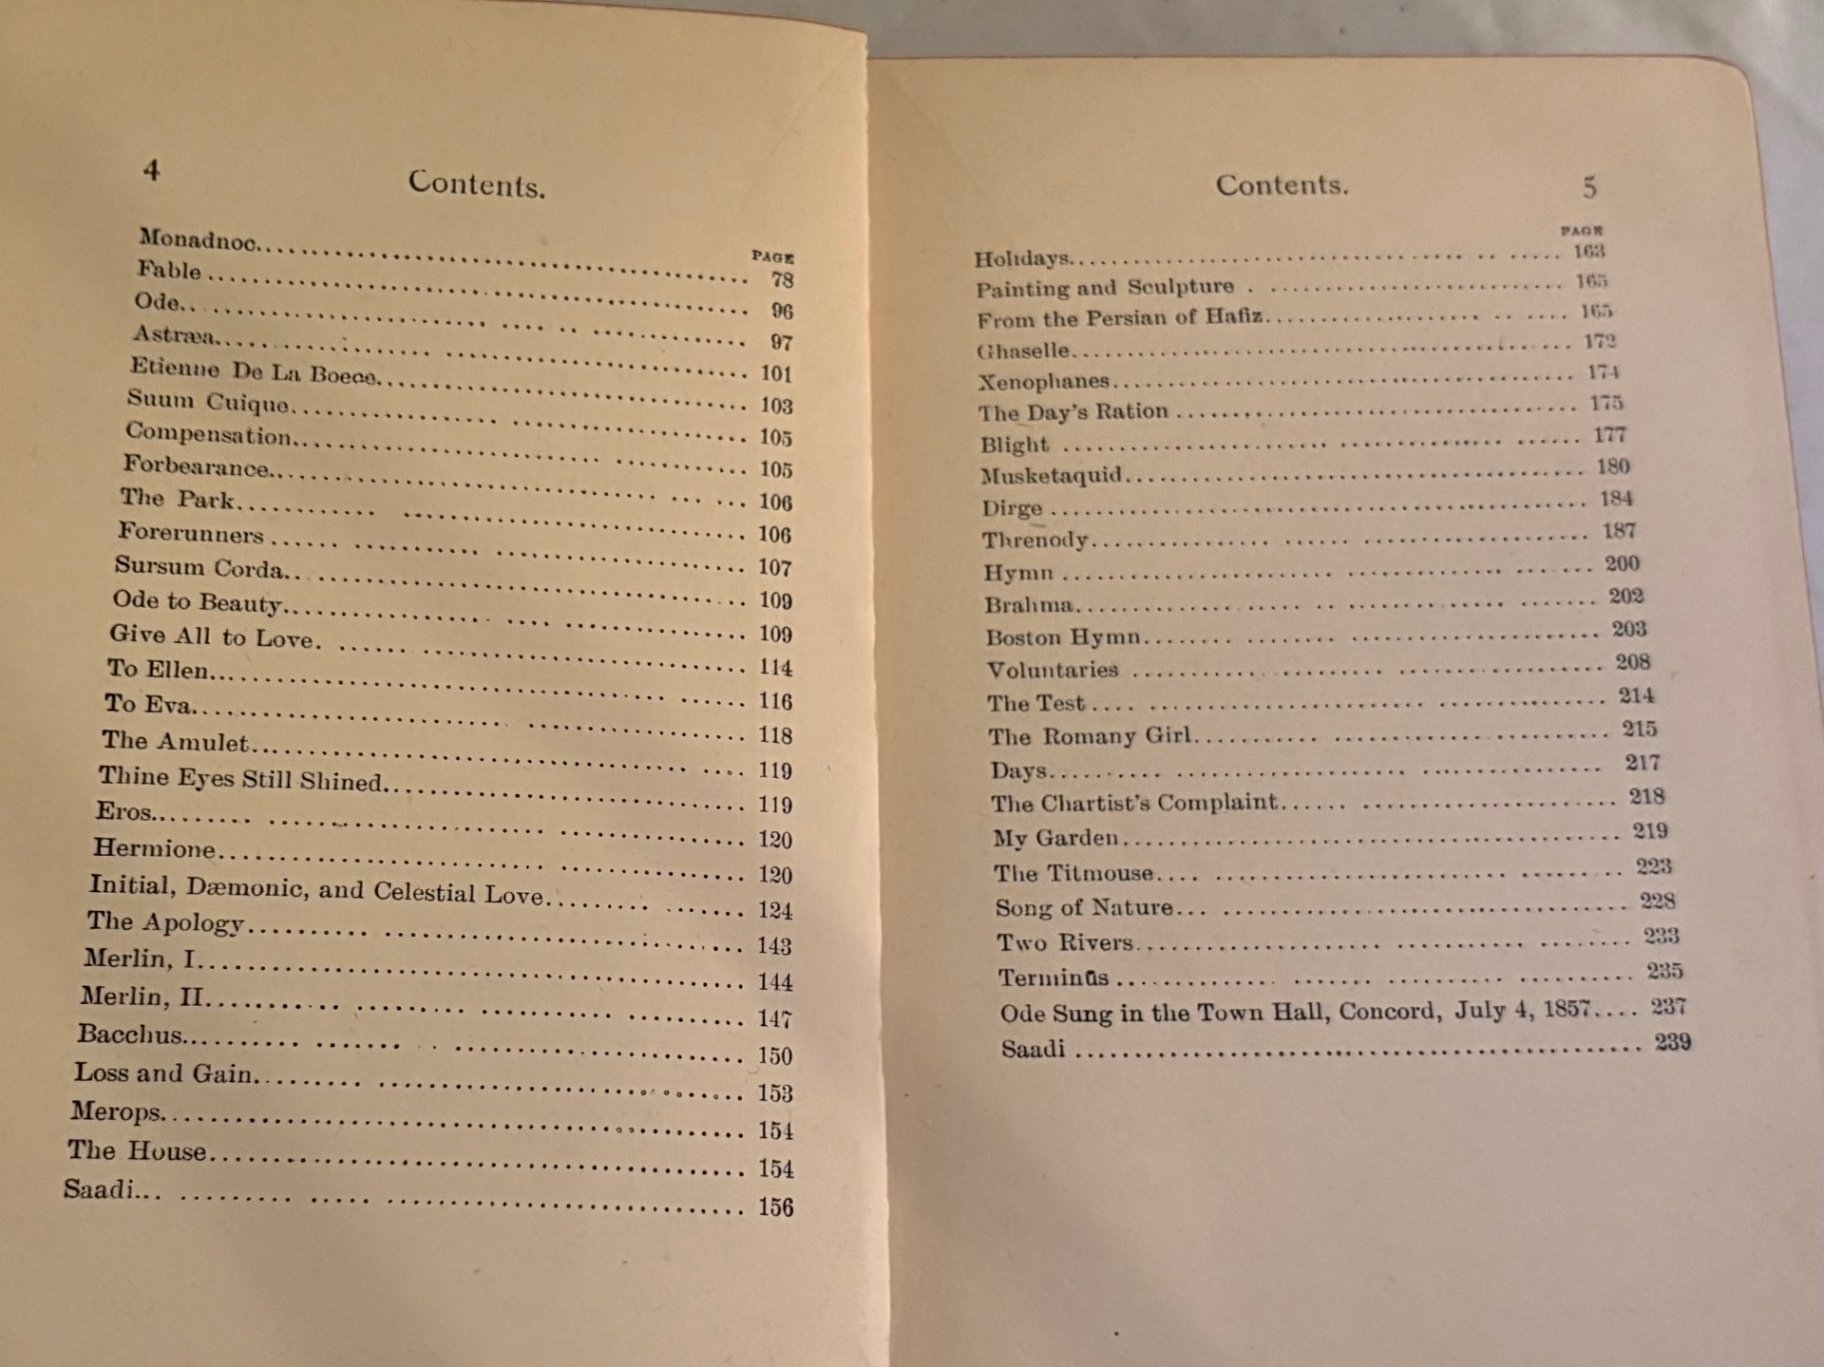 4 Contents.
PAGE
Monadnoc. 78
Fable 96
Ode. 97
Astræa. 101
Etienne De La Boece. 103
Suum Cuique. 105
Compensation. 105
Forbearance. 106
The Park. 106
Forerunners 107
Sursum Corda. 109
Ode to Beauty. 109
Give All to Love. 114
To Ellen. 116
To Eva. 118
The Amulet. 119
Thine Eyes Still Shined. 119
Eros. 120
Hermione. 120
Initial, Dæmonic, and Celestial Love. 124
The Apology. 143
Merlin, I. 144
Merlin, II. 147
Bacchus. 150
Loss and Gain. 153
Merops. 154
The House. 154
Saadi. 156
Contents. 5
PAGE
Holidays. 163
Painting and Sculpture 165
From the Persian of Hafiz. 165
Ghaselle. 172
Xenophanes. 174
The Day's Ration 175
Blight 177
Musketaquid. 180
Dirge 184
Threnody. 187
Hymn 200
Brahma. 202
Boston Hymn. 203
Voluntaries 208
The Test 214
The Romany Girl. 215
Days. 217
The Chartist's Complaint. 218
My Garden. 219
The Titmouse. 223
Song of Nature. 228
Two Rivers. 233
Terminūs 235
Ode Sung in the Town Hall, Concord, July 4, 1857. 237
Saadi 239